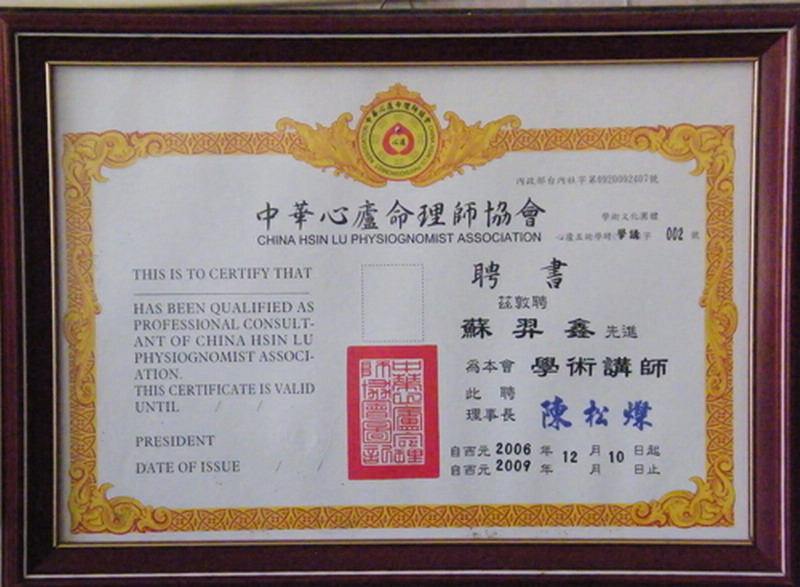 內政部台內社字第0920092407號
中華心廬命理師協會
CHINA HSIN LU PHYSIOGNOMIST ASSOCIATION
學術文化團體
心廬五術學時:學講字 002 號
THIS IS TO CERTIFY THAT
HAS BEEN QUALIFIED AS
PROFESSIONAL CONSULT-
ANT OF CHINA HSIN LU
PHYSIOGNOMIST ASSOCI-
ATION.
THIS CERTIFICATE IS VALID
UNTIL / /
PRESIDENT
DATE OF ISSUE / /
聘書
茲敦聘
蘇羿鑫 先進
為本會 學術講師
此聘
理事長 陳松燦
自西元 2006 年 12 月 10 日起
自西元 2009 年 月 日止